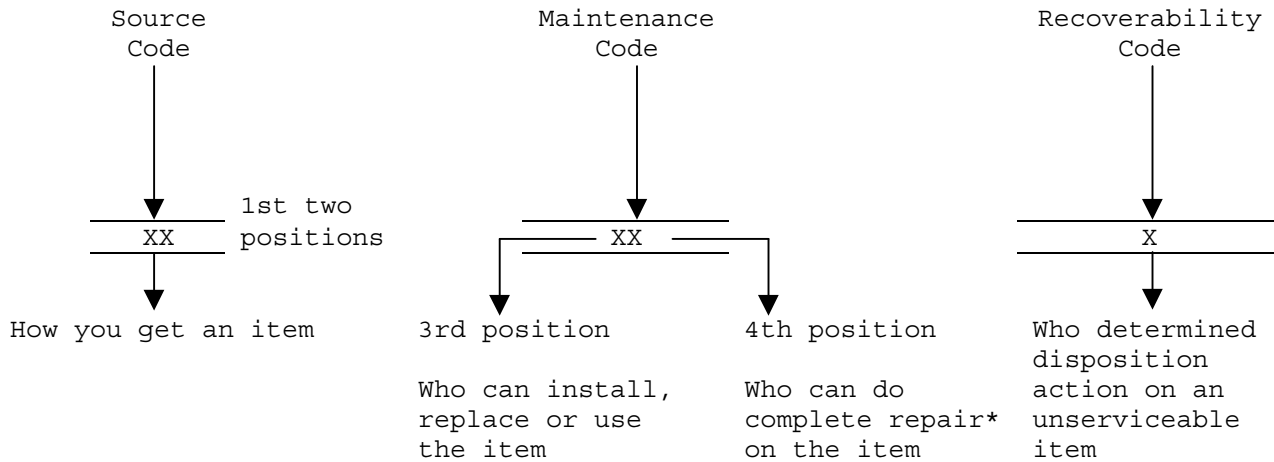 Source
Code
Maintenance
Code
Recoverability
Code
1st two
positions
XX
XX
X
How you get an item
3rd position
Who can install,
replace or use
the item
4th position
Who can do
complete repair*
on the item
Who determined
disposition
action on an
unserviceable
item